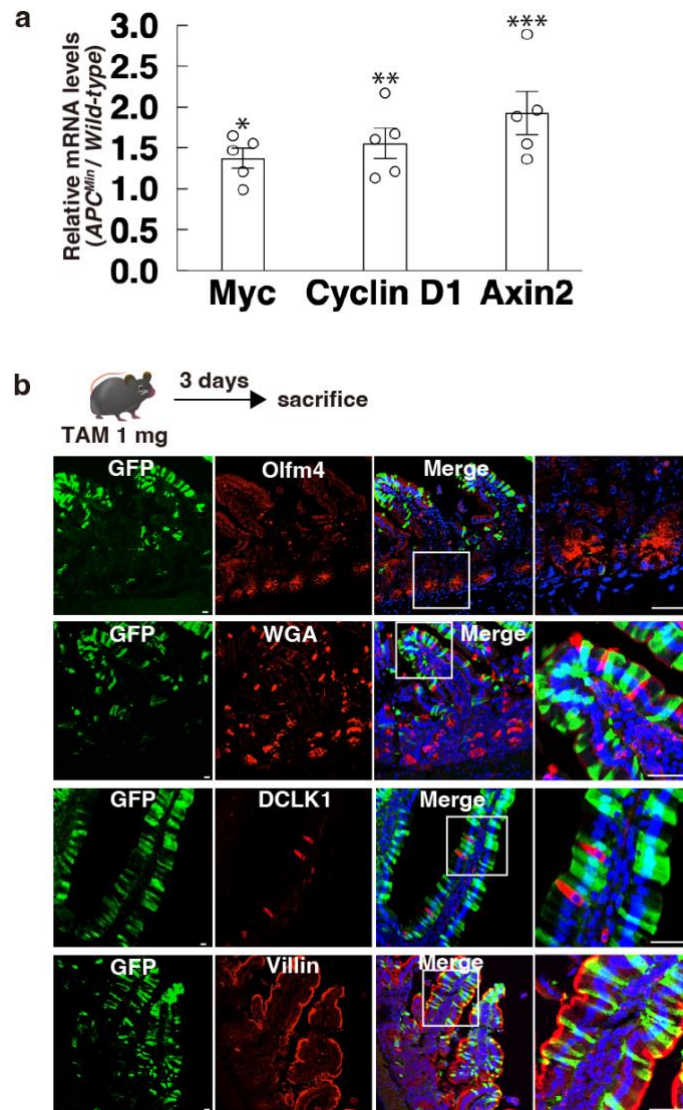 a
Relative mRNA levels
(APC^Min / Wild-type)
3.0
2.5
2.0
1.5
1.0
0.5
0.0
*
**
***
Myc Cyclin D1 Axin2
b
3 days
sacrifice
TAM 1 mg
GFP Olfm4 Merge
GFP WGA Merge
GFP DCLK1 Merge
GFP Villin Merge